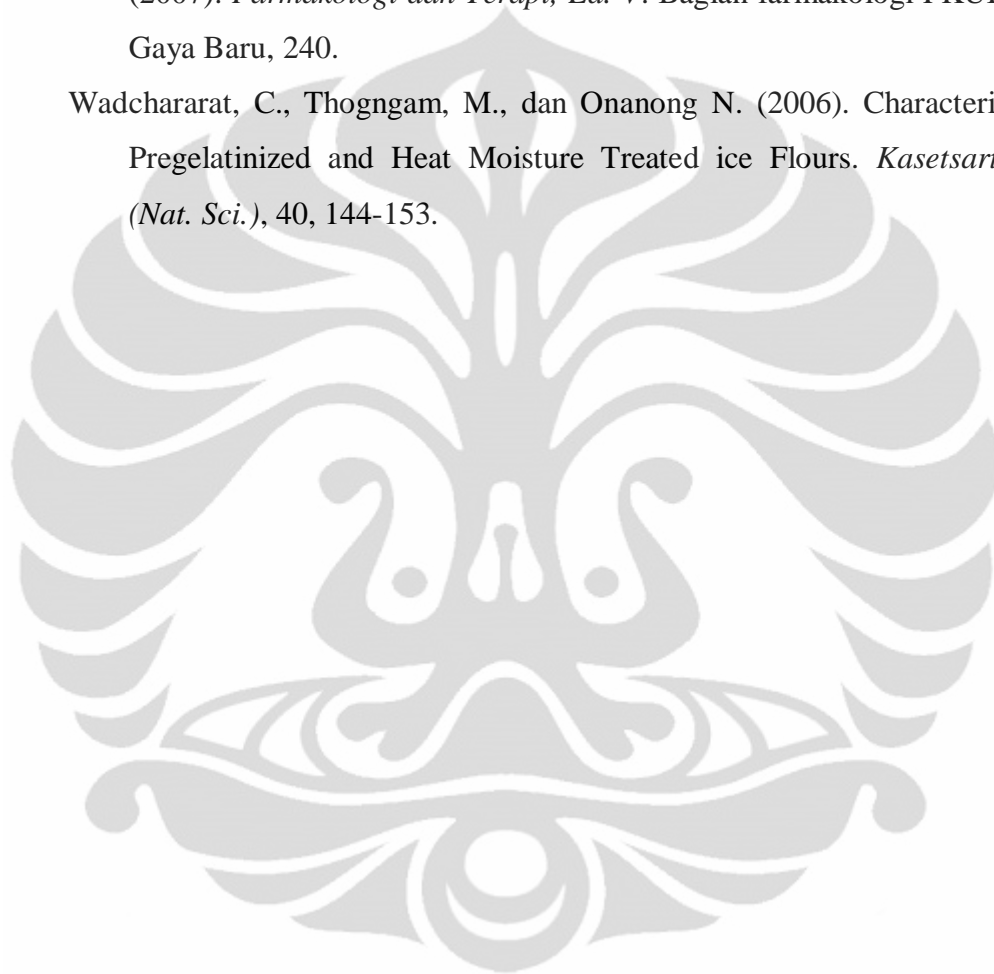 (2007). Farmakologi dan Terapi, Ed. V. Bagian farmakologi FKUI
Gaya Baru, 240.
Wadchararat, C., Thogngam, M., dan Onanong N. (2006). Characteri
Pregelatinized and Heat Moisture Treated ice Flours. Kasetsart
(Nat. Sci.), 40, 144-153.